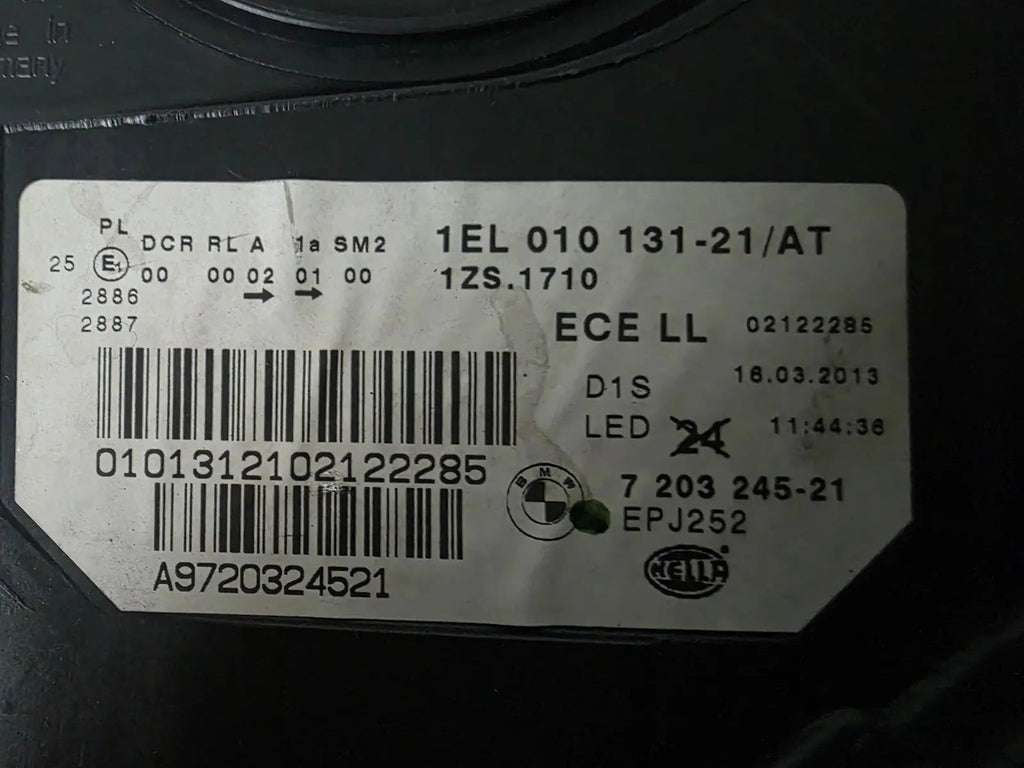 PL
DCR RL A 1a SM2
25 E1 00 00 02 01 00
2886
2887
1EL 010 131-21/AT
1ZS.1710
ECE LL 02122285
D1S 16.03.2013
LED 24 11:44:36
0101312102122285
BMW 7 203 245-21
EPJ252
HELLA ®
A9720324521